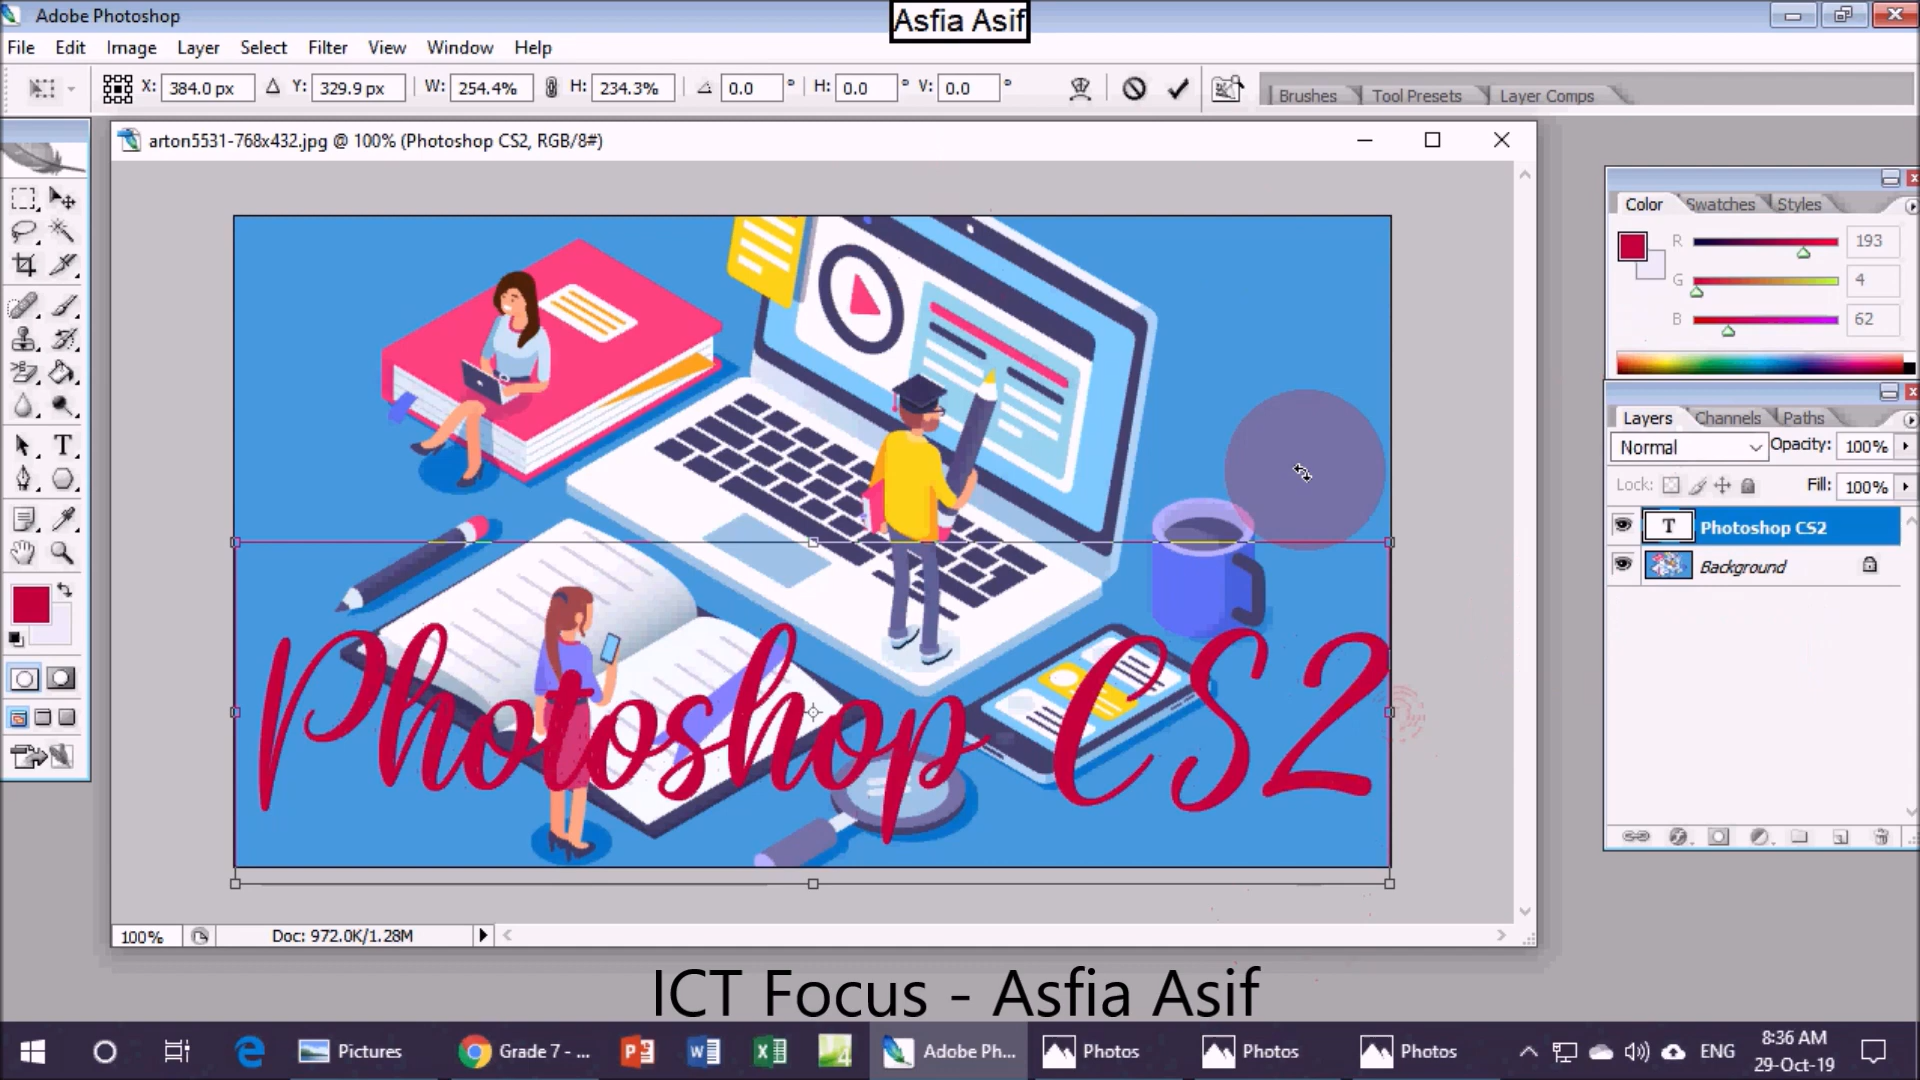 Adobe Photoshop
Asfia Asif
File Edit Image Layer Select Filter View Window Help
X: 384.0 px Y: 329.9 px W: 254.4% H: 234.3% 0.0 ° H: 0.0 ° V: 0.0 °
Brushes Tool Presets Layer Comps
arton5531-768x432.jpg @ 100% (Photoshop CS2, RGB/8#)
Color Swatches Styles
R 193
G 4
B 62
Layers Channels Paths
Normal Opacity: 100%
Lock: Fill: 100%
T Photoshop CS2
Background
Photoshop CS2
100% Doc: 972.0K/1.28M
ICT Focus - Asfia Asif
Pictures Grade 7 - ... Adobe Ph... Photos Photos Photos ENG
8:36 AM
29-Oct-19